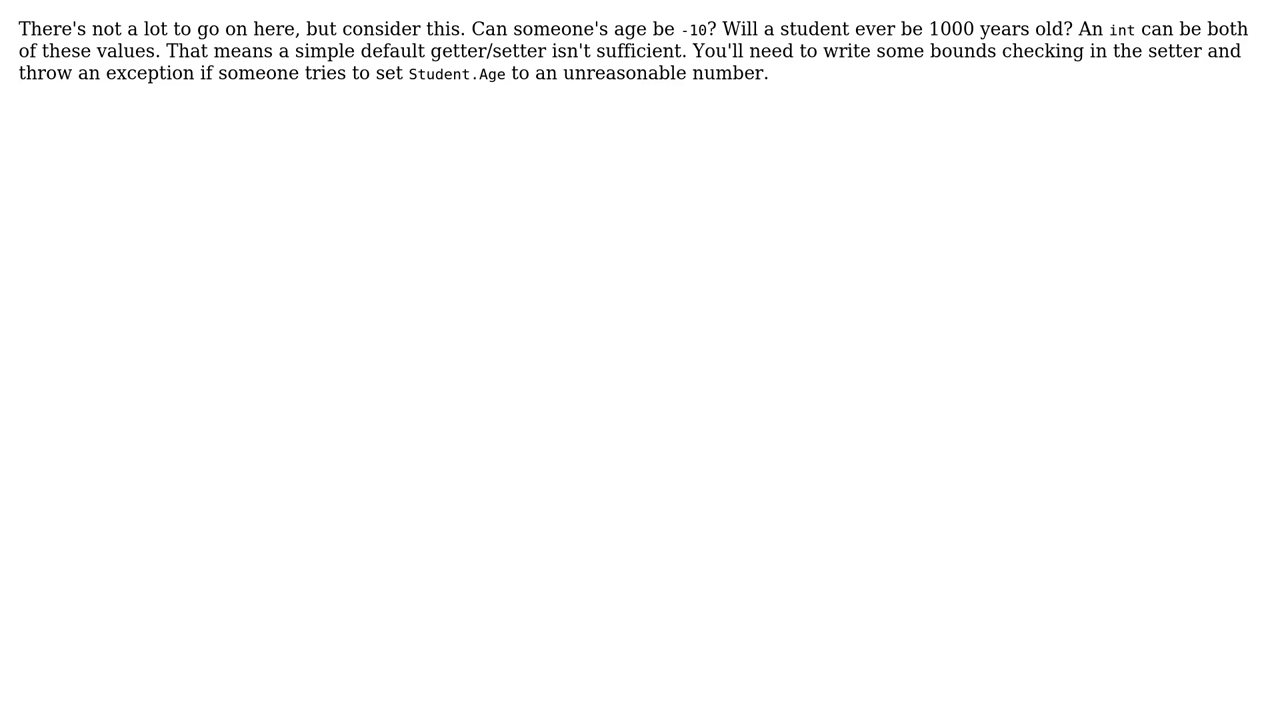 There's not a lot to go on here, but consider this. Can someone's age be -10? Will a student ever be 1000 years old? An int can be both
of these values. That means a simple default getter/setter isn't sufficient. You'll need to write some bounds checking in the setter and
throw an exception if someone tries to set Student.Age to an unreasonable number.